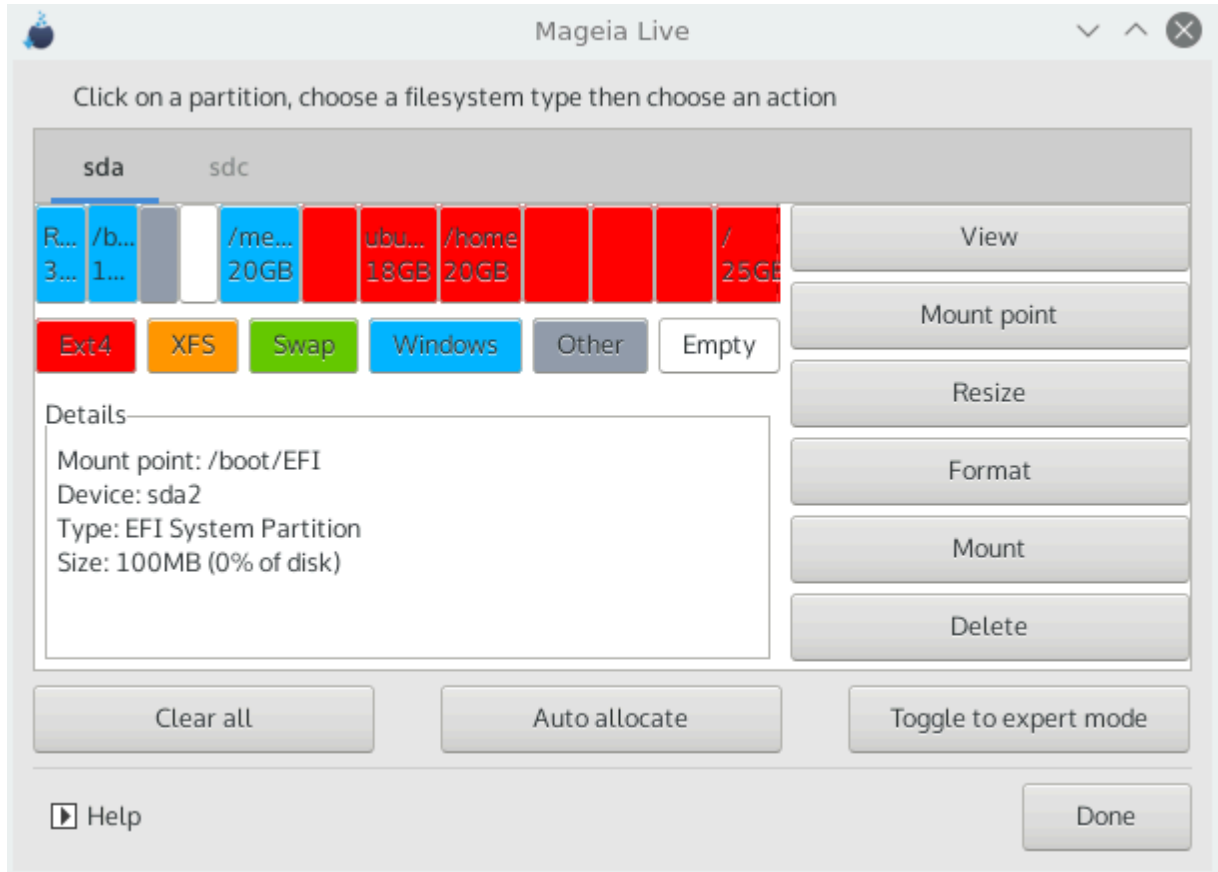 Mageia Live
Click on a partition, choose a filesystem type then choose an action
sda sdc
R... /b... /me... ubu... /home /
3... 1... 20GB 18GB 20GB 25GB
Ext4 XFS Swap Windows Other Empty
Details
Mount point: /boot/EFI
Device: sda2
Type: EFI System Partition
Size: 100MB (0% of disk)
View
Mount point
Resize
Format
Mount
Delete
Clear all Auto allocate Toggle to expert mode
Help Done